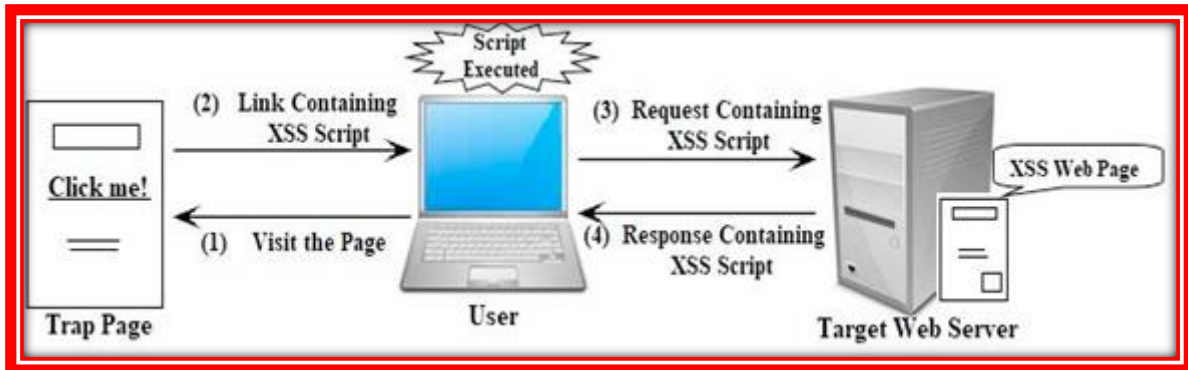 Script
Executed
(2) Link Containing
XSS Script
(3) Request Containing
XSS Script
XSS Web Page
Click me!
(1) Visit the Page
(4) Response Containing
XSS Script
Trap Page
User
Target Web Server